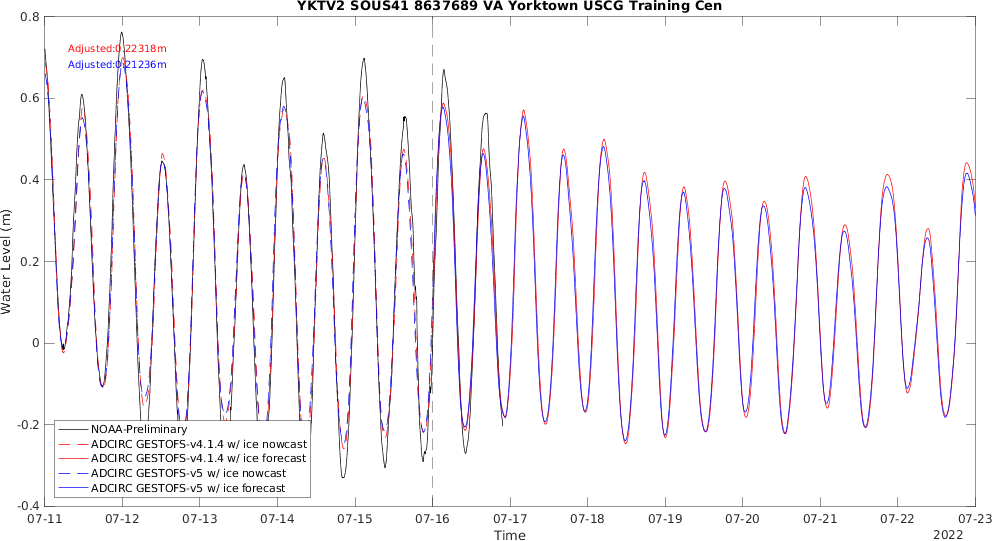 YKTV2 SOUS41 8637689 VA Yorktown USCG Training Cen
Adjusted:0.22318m
Adjusted:0.21236m
Water Level (m)
0.8
0.6
0.4
0.2
0
-0.2
-0.4
NOAA-Preliminary
ADCIRC GESTOFS-v4.1.4 w/ ice nowcast
ADCIRC GESTOFS-v4.1.4 w/ ice forecast
ADCIRC GESTOFS-v5 w/ ice nowcast
ADCIRC GESTOFS-v5 w/ ice forecast
07-11 07-12 07-13 07-14 07-15 07-16 07-17 07-18 07-19 07-20 07-21 07-22 07-23
Time
2022